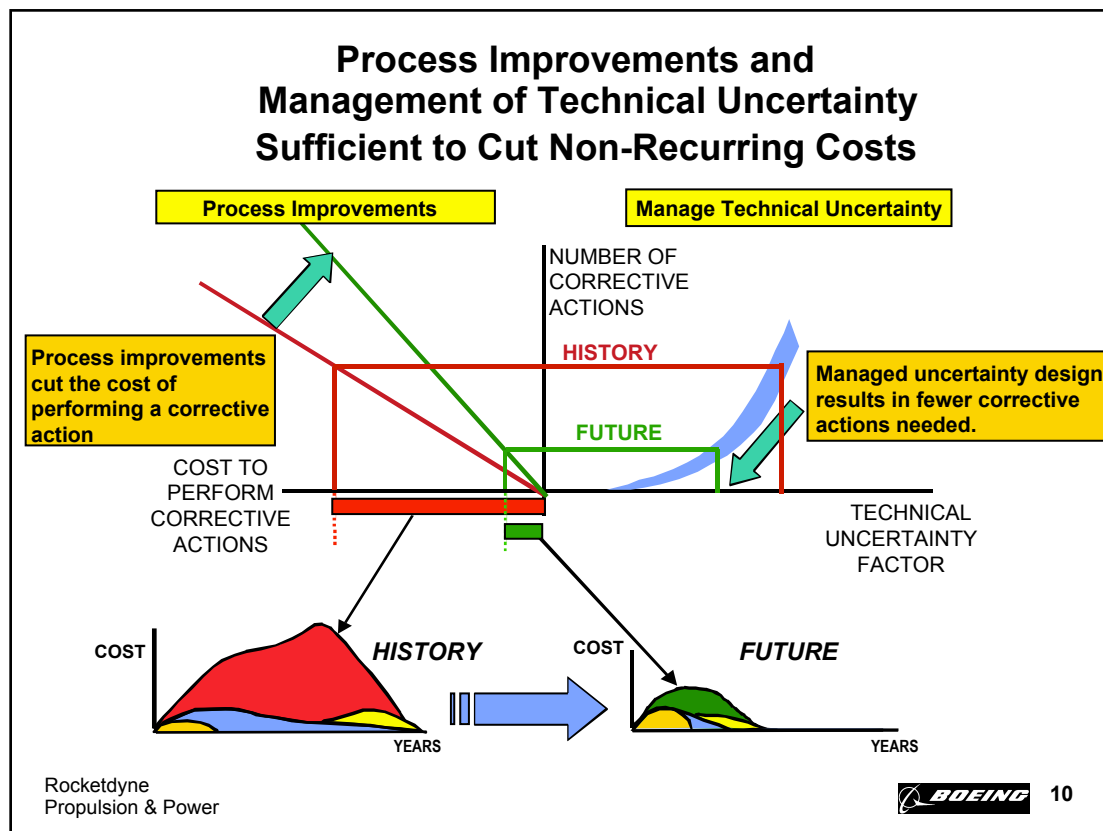 Process Improvements and
Management of Technical Uncertainty
Sufficient to Cut Non-Recurring Costs
Process Improvements
Manage Technical Uncertainty
NUMBER OF
CORRECTIVE
ACTIONS
HISTORY
Process improvements
cut the cost of
performing a corrective
action
Managed uncertainty design
results in fewer corrective
actions needed.
FUTURE
COST TO
PERFORM
CORRECTIVE
ACTIONS
TECHNICAL
UNCERTAINTY
FACTOR
COST
HISTORY
YEARS
COST
FUTURE
YEARS
Rocketdyne
Propulsion & Power
BOEING
10